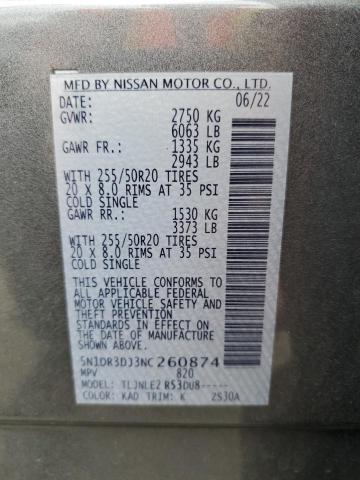 MFD BY NISSAN MOTOR CO., LTD.
DATE: 06/22
GVWR: 2750 KG
6063 LB
GAWR FR.: 1335 KG
2943 LB
WITH 255/50R20 TIRES
20 X 8.0 RIMS AT 35 PSI
COLD SINGLE
GAWR RR.: 1530 KG
3373 LB
WITH 255/50R20 TIRES
20 X 8.0 RIMS AT 35 PSI
COLD SINGLE
THIS VEHICLE CONFORMS TO
ALL APPLICABLE FEDERAL
MOTOR VEHICLE SAFETY AND
THEFT PREVENTION
STANDARDS IN EFFECT ON
THE DATE OF MANUFACTURE
SHOWN ABOVE.
5N1DR3DJ3NC260874
MPV 820
MODEL: TLJNLE2 R53DU8-----
COLOR: KAD TRIM: K ZS30A